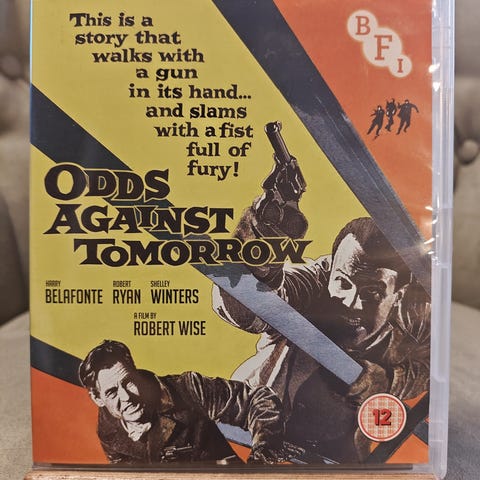 This is a
story that
walks with
a gun
in its hand...
and slams
with a fist
full of
fury!
BFI
ODDS
AGAINST
TOMORROW
HARRY BELAFONTE
ROBERT RYAN
SHELLEY WINTERS
A FILM BY
ROBERT WISE
12